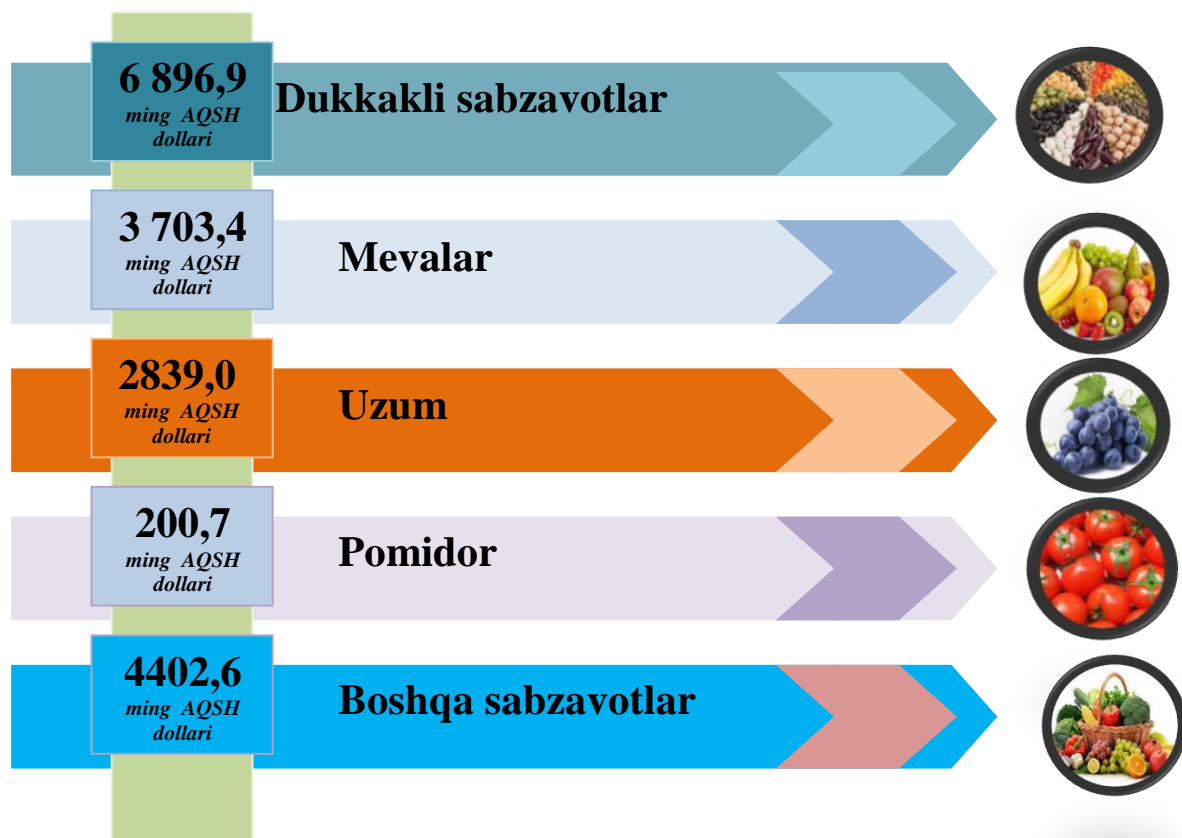 6 896,9
ming AQSH
dollari
Dukkakli sabzavotlar
3 703,4
ming AQSH
dollari
Mevalar
2839,0
ming AQSH
dollari
Uzum
200,7
ming AQSH
dollari
Pomidor
4402,6
ming AQSH
dollari
Boshqa sabzavotlar